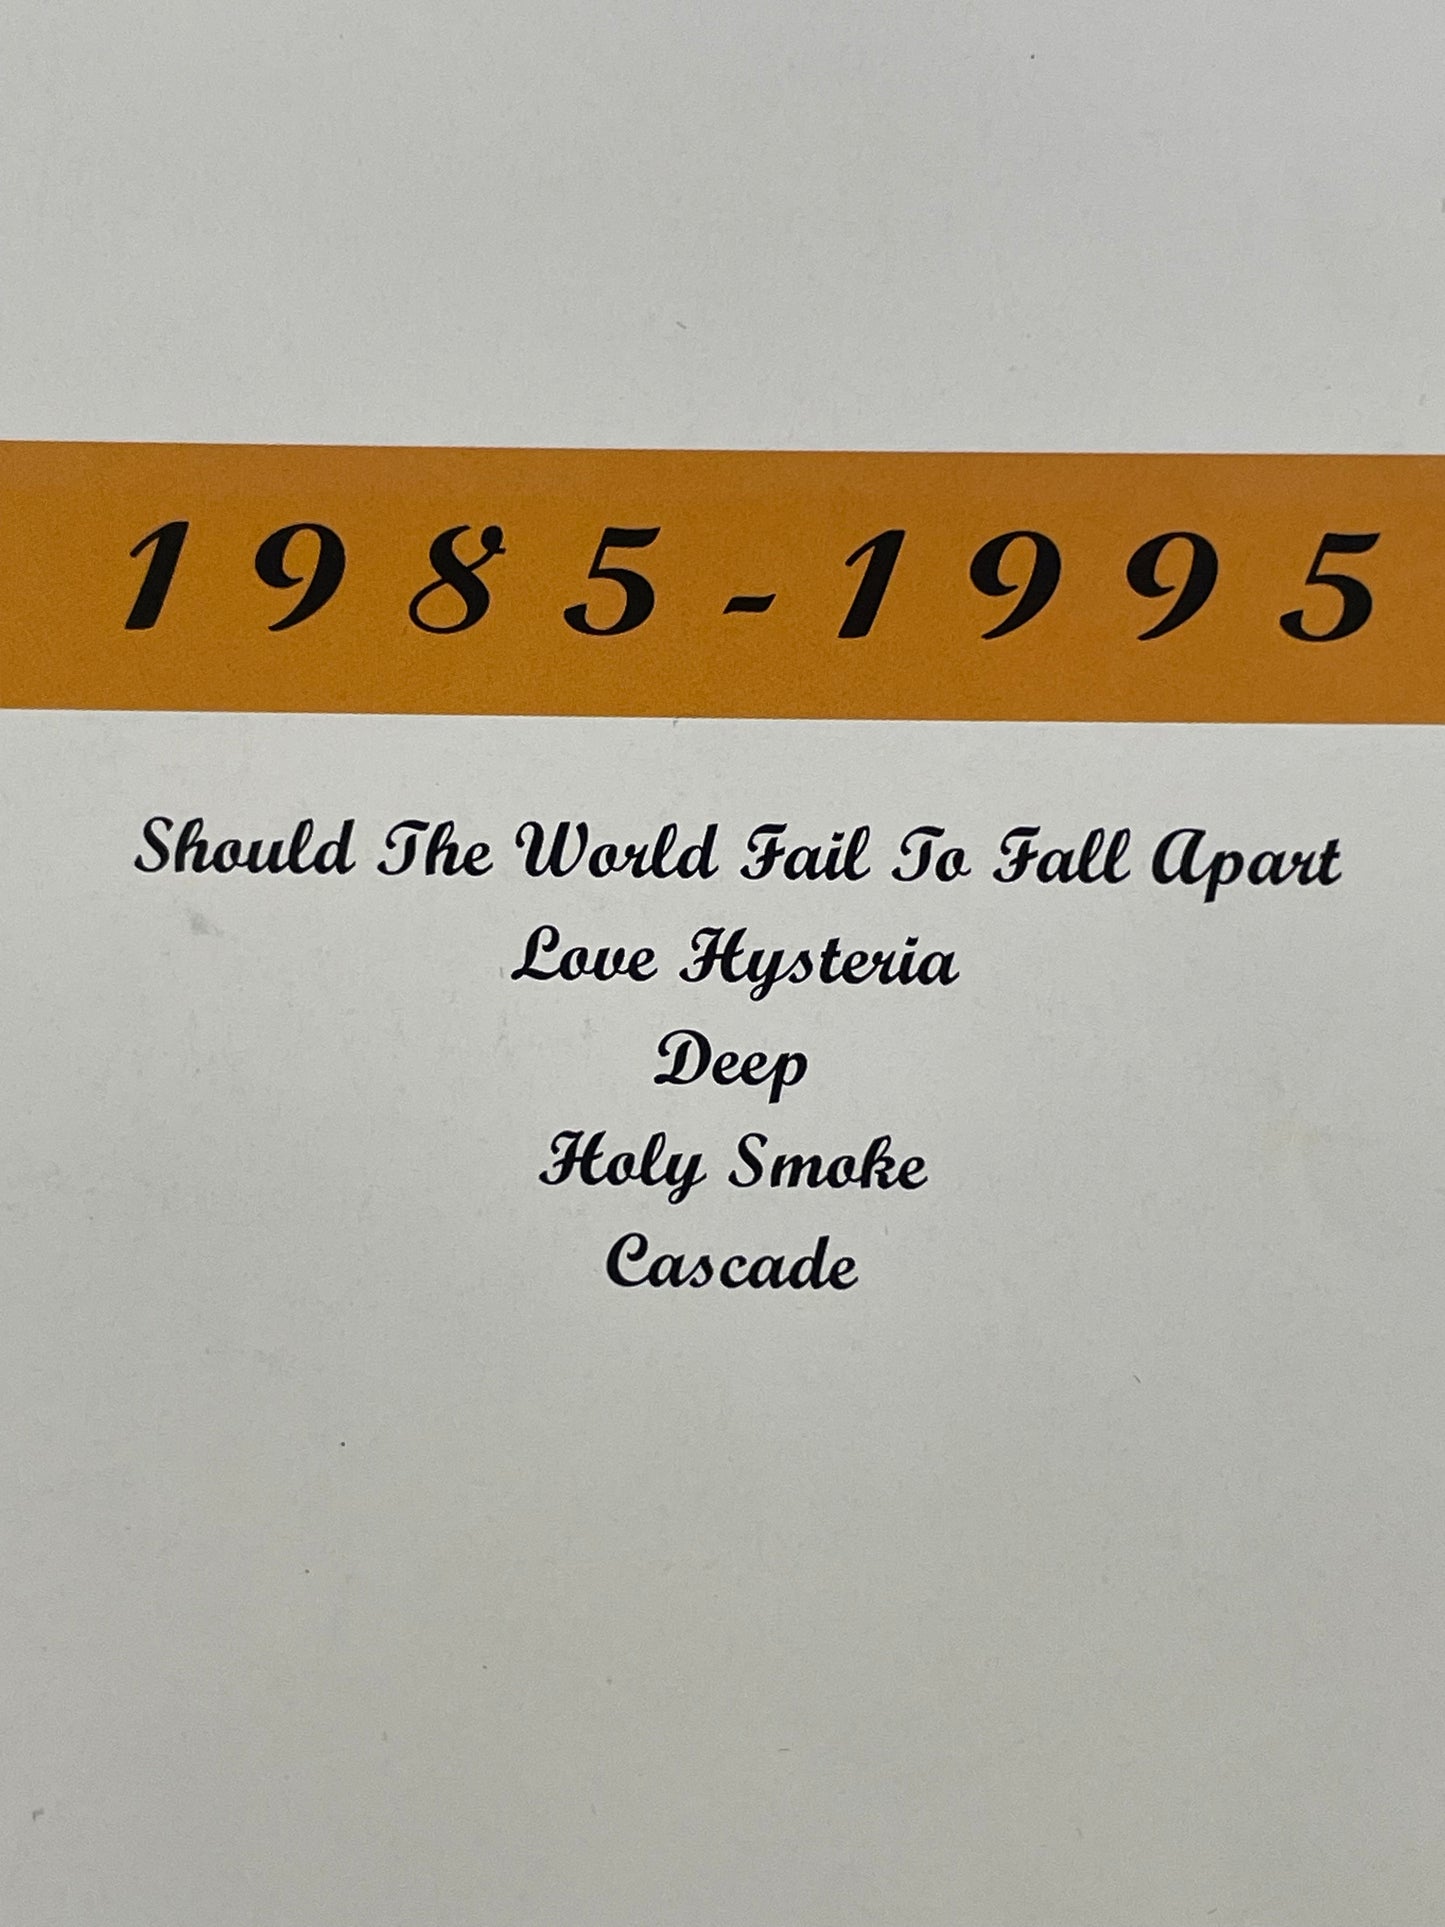 1985-1995
Should The World Fail To Fall Apart
Love Hysteria
Deep
Holy Smoke
Cascade